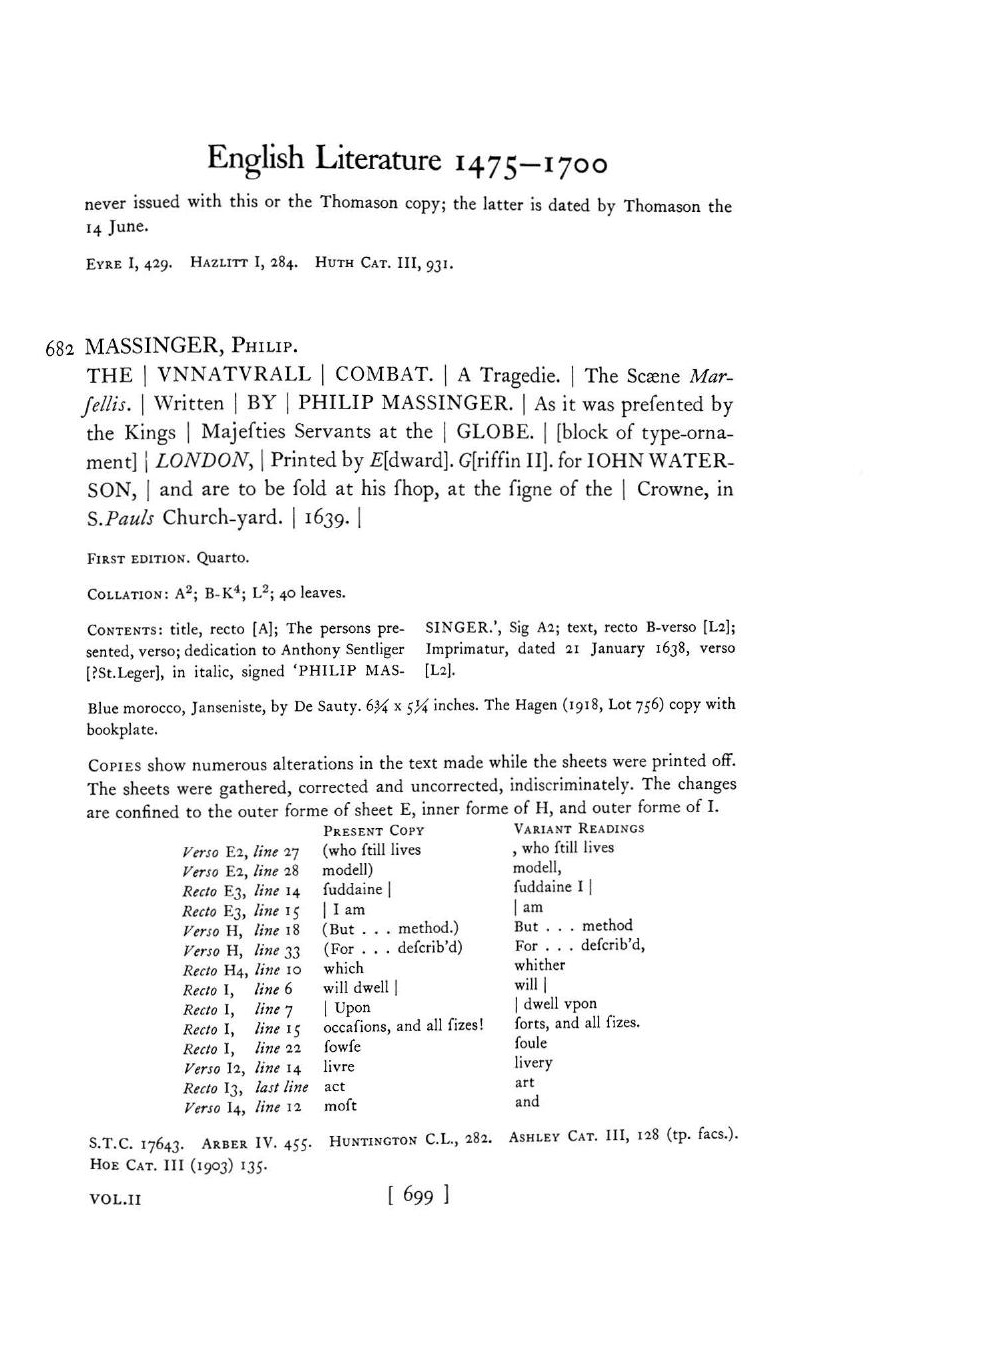 English Literature 1475–1700
never issued with this or the Thomason copy; the latter is dated by Thomason the
14 June.
Eyre I, 429. Hazlitt I, 284. Huth Cat. III, 931.
682 MASSINGER, Philip.
THE | VNNATVRALL | COMBAT. | A Tragedie. | The Scæne Mar-
ſellis. | Written | BY | PHILIP MASSINGER. | As it was preſented by
the Kings | Majeſties Servants at the | GLOBE. | [block of type-orna-
ment] | LONDON, | Printed by E[dward]. G[riffin II]. for IOHN WATER-
SON, | and are to be ſold at his ſhop, at the ſigne of the | Crowne, in
S.Pauls Church-yard. | 1639. |
First edition. Quarto.
Collation: A²; B-K⁴; L²; 40 leaves.
Contents: title, recto [A]; The persons pre-
sented, verso; dedication to Anthony Sentliger
[?St.Leger], in italic, signed ‘PHILIP MAS-
SINGER.’, Sig A2; text, recto B-verso [L2];
Imprimatur, dated 21 January 1638, verso
[L2].
Blue morocco, Janseniste, by De Sauty. 6¾ x 5¼ inches. The Hagen (1918, Lot 756) copy with
bookplate.
Copies show numerous alterations in the text made while the sheets were printed off.
The sheets were gathered, corrected and uncorrected, indiscriminately. The changes
are confined to the outer forme of sheet E, inner forme of H, and outer forme of I.
Present Copy Variant Readings
Verso E2, line 27 (who ſtill lives , who ſtill lives
Verso E2, line 28 modell) modell,
Recto E3, line 14 ſuddaine | ſuddaine I |
Recto E3, line 15 | I am | am
Verso H, line 18 (But . . . method.) But . . . method
Verso H, line 33 (For . . . deſcrib’d) For . . . deſcrib’d,
Recto H4, line 10 which whither
Recto I, line 6 will dwell | will |
Recto I, line 7 | Upon | dwell vpon
Recto I, line 15 occaſions, and all ſizes! ſorts, and all ſizes.
Recto I, line 22 ſowſe ſoule
Verso I2, line 14 livre livery
Recto I3, last line act art
Verso I4, line 12 moſt and
S.T.C. 17643. Arber IV. 455. Huntington C.L., 282. Ashley Cat. III, 128 (tp. facs.).
Hoe Cat. III (1903) 135.
VOL.II [ 699 ]